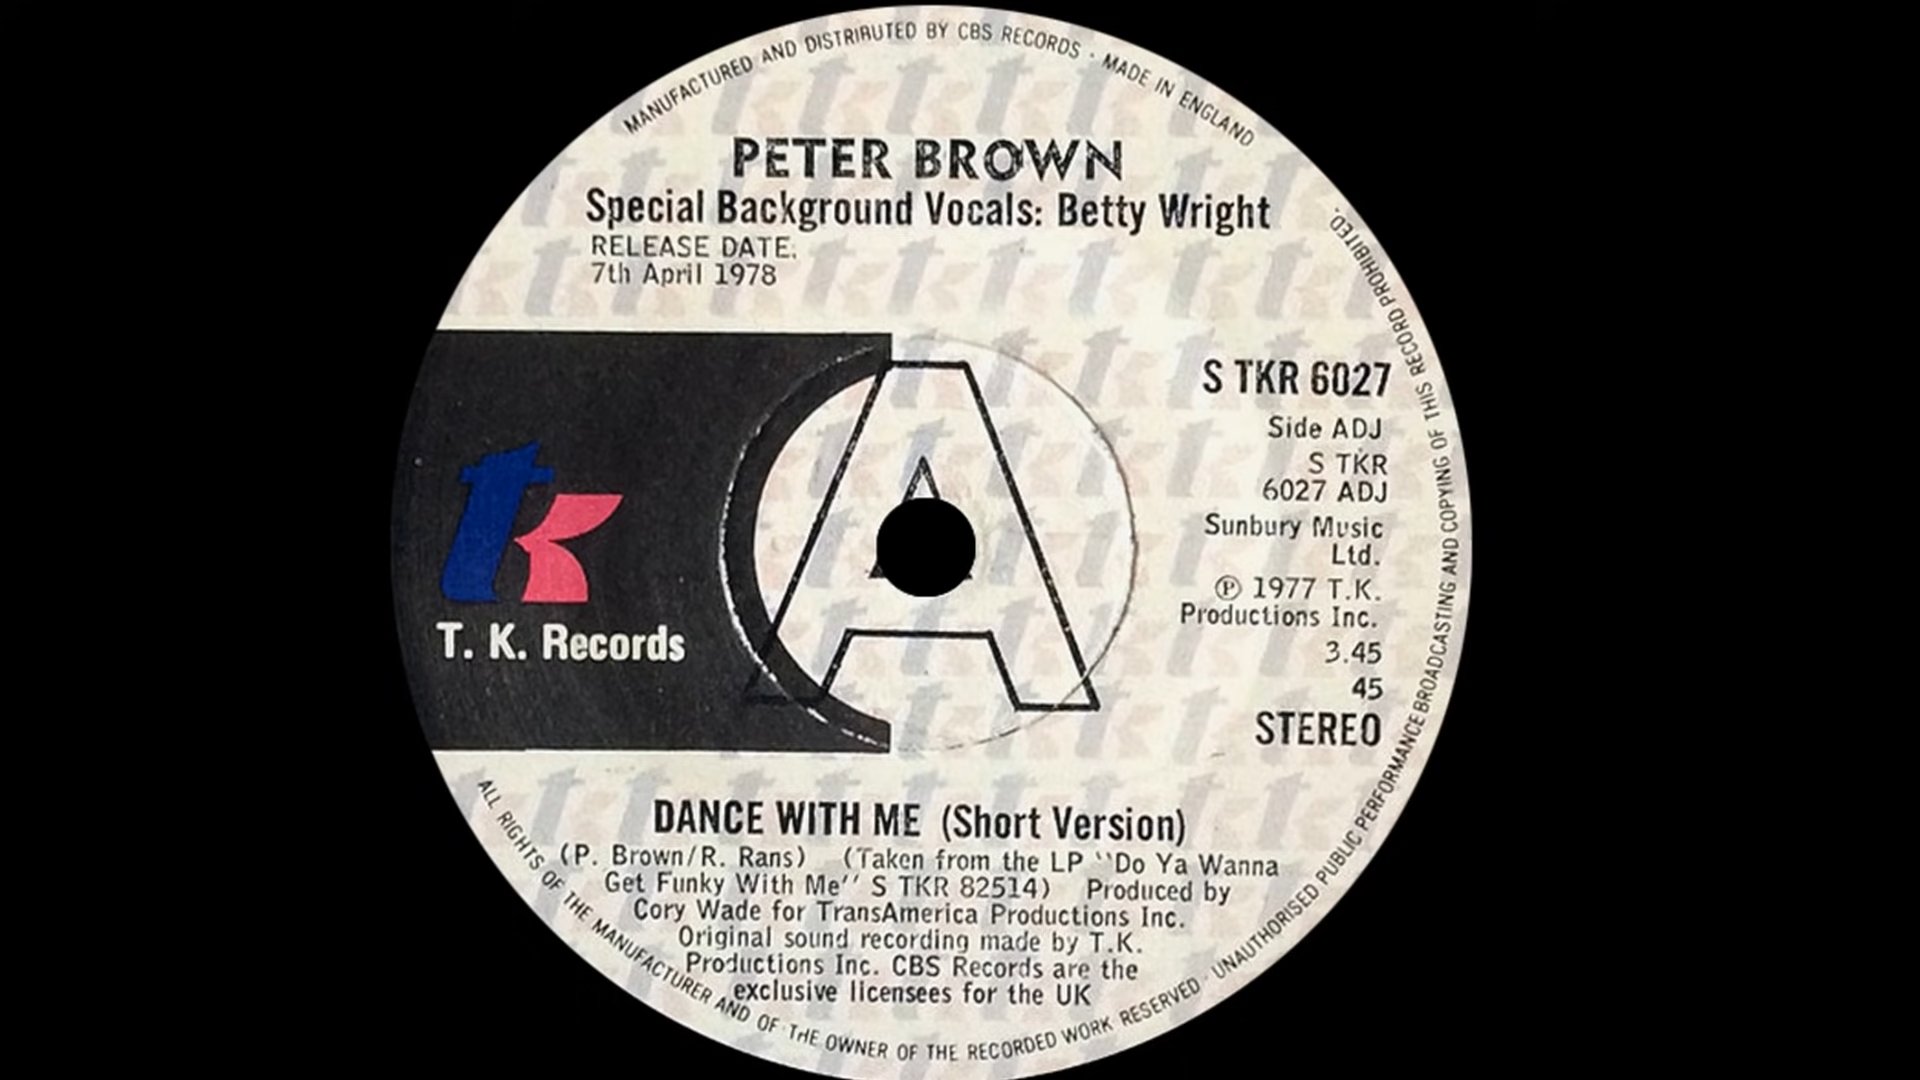 MANUFACTURED AND DISTRIBUTED BY CBS RECORDS · MADE IN ENGLAND
PETER BROWN
Special Background Vocals: Betty Wright
RELEASE DATE:
7th April 1978
A
tk
T. K. Records
S TKR 6027
Side ADJ
S TKR
6027 ADJ
Sunbury Music
Ltd.
℗ 1977 T.K.
Productions Inc.
3.45
45
STEREO
DANCE WITH ME (Short Version)
(P. Brown/R. Rans) (Taken from the LP "Do Ya Wanna
Get Funky With Me" S TKR 82514) Produced by
Cory Wade for TransAmerica Productions Inc.
Original sound recording made by T.K.
Productions Inc. CBS Records are the
exclusive licensees for the UK
ALL RIGHTS OF THE MANUFACTURER AND OF THE OWNER OF THE RECORDED WORK RESERVED · UNAUTHORISED PUBLIC PERFORMANCE BROADCASTING AND COPYING OF THIS RECORD PROHIBITED.